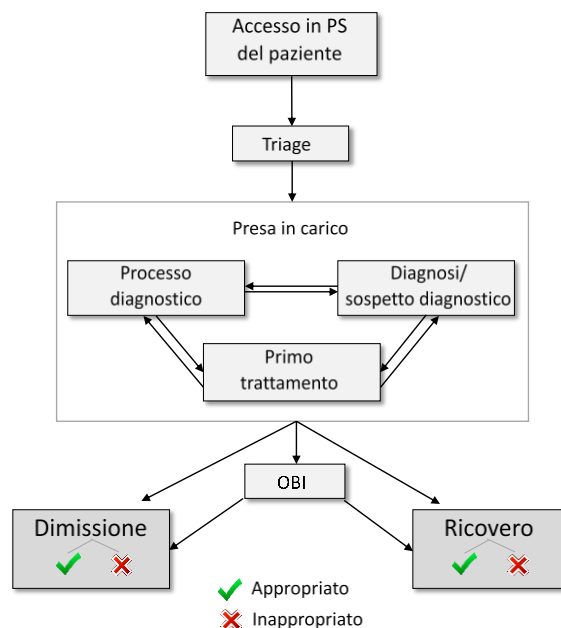 Accesso in PS
del paziente
Triage
Presa in carico
Processo
diagnostico
Diagnosi/
sospetto diagnostico
Primo
trattamento
OBI
Dimissione
Ricovero
Appropriato
Inappropriato